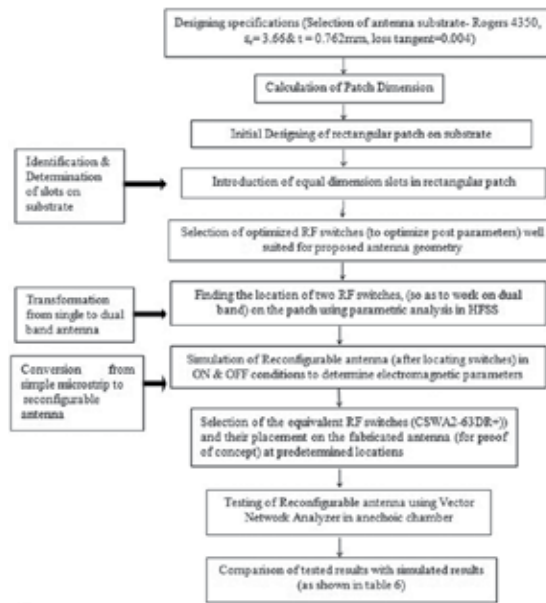 Designing specifications (Selection of antenna substrate- Rogers 4350,
εr= 3.66& t = 0.762mm, loss tangent=0.004)
Calculation of Patch Dimension
Initial Designing of rectangular patch on substrate
Identification &
Determination
of slots on
substrate
Introduction of equal dimension slots in rectangular patch
Selection of optimized RF switches (to optimize post parameters) well
suited for proposed antenna geometry
Transformation
from single to dual
band antenna
Finding the location of two RF switches, (so as to work on dual
band) on the patch using parametric analysis in HFSS
Conversion from
simple microstrip to
reconfigurable
antenna
Simulation of Reconfigurable antenna (after locating switches) in
ON & OFF conditions to determine electromagnetic parameters
Selection of the equivalent RF switches (CSWA2-63DR+))
and their placement on the fabricated antenna (for proof
of concept) at predetermined locations
Testing of Reconfigurable antenna using Vector
Network Analyzer in anechoic chamber
Comparison of tested results with simulated results
(as shown in table 6)